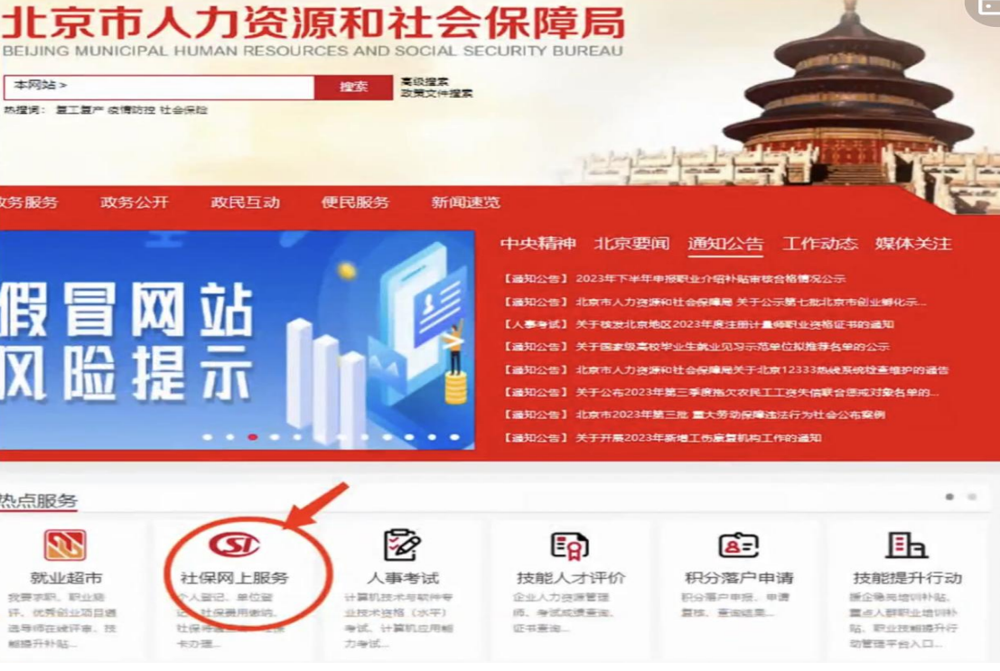 北京市人力资源和社会保障局
BEIJING MUNICIPAL HUMAN RESOURCES AND SOCIAL SECURITY BUREAU
本网站 >
搜索
高级搜索
政策文件搜索
热搜词： 复工复产 疫情防控 社会保险
政务服务 政务公开 政民互动 便民服务 新闻速览
假冒网站
风险提示
中央精神 北京要闻 通知公告 工作动态 媒体关注
【通知公告】 2023年下半年申报职业介绍补贴审核合格情况公示
【通知公告】 北京市人力资源和社会保障局 关于公示第七批北京市创业孵化示...
【人事考试】 关于核发北京地区2023年度注册计量师职业资格证书的通知
【通知公告】 关于国家级高校毕业生就业见习示范单位拟推荐名单的公示
【通知公告】 北京市人力资源和社会保障局关于北京12333热线系统检查维护的通告
【通知公告】 关于公布2023年第三季度拖欠农民工工资失信联合惩戒对象名单的...
【通知公告】 北京市2023年第三批 重大劳动保障违法行为社会公布案例
【通知公告】 关于开展2023年新增工伤康复机构工作的通知
热点服务
就业超市
我要求职、职业技
评、优秀创业项目遴
选导师在线评审、技
能提升补贴...
社保网上服务
个人登记、单位登
记、社保费用缴纳、
卡办理...
人事考试
计算机技术与软件专
业技术资格（水平）
考试、计算机应用能
力考试...
技能人才评价
企业人力资源管理
师、考试成绩查询、
证书查询...
积分落户申请
积分落户申报、申请
复核、查询结果...
技能提升行动
援企稳岗培训补贴、
重点人群职业培训补
贴、职业技能提升行
动管理平台入口...